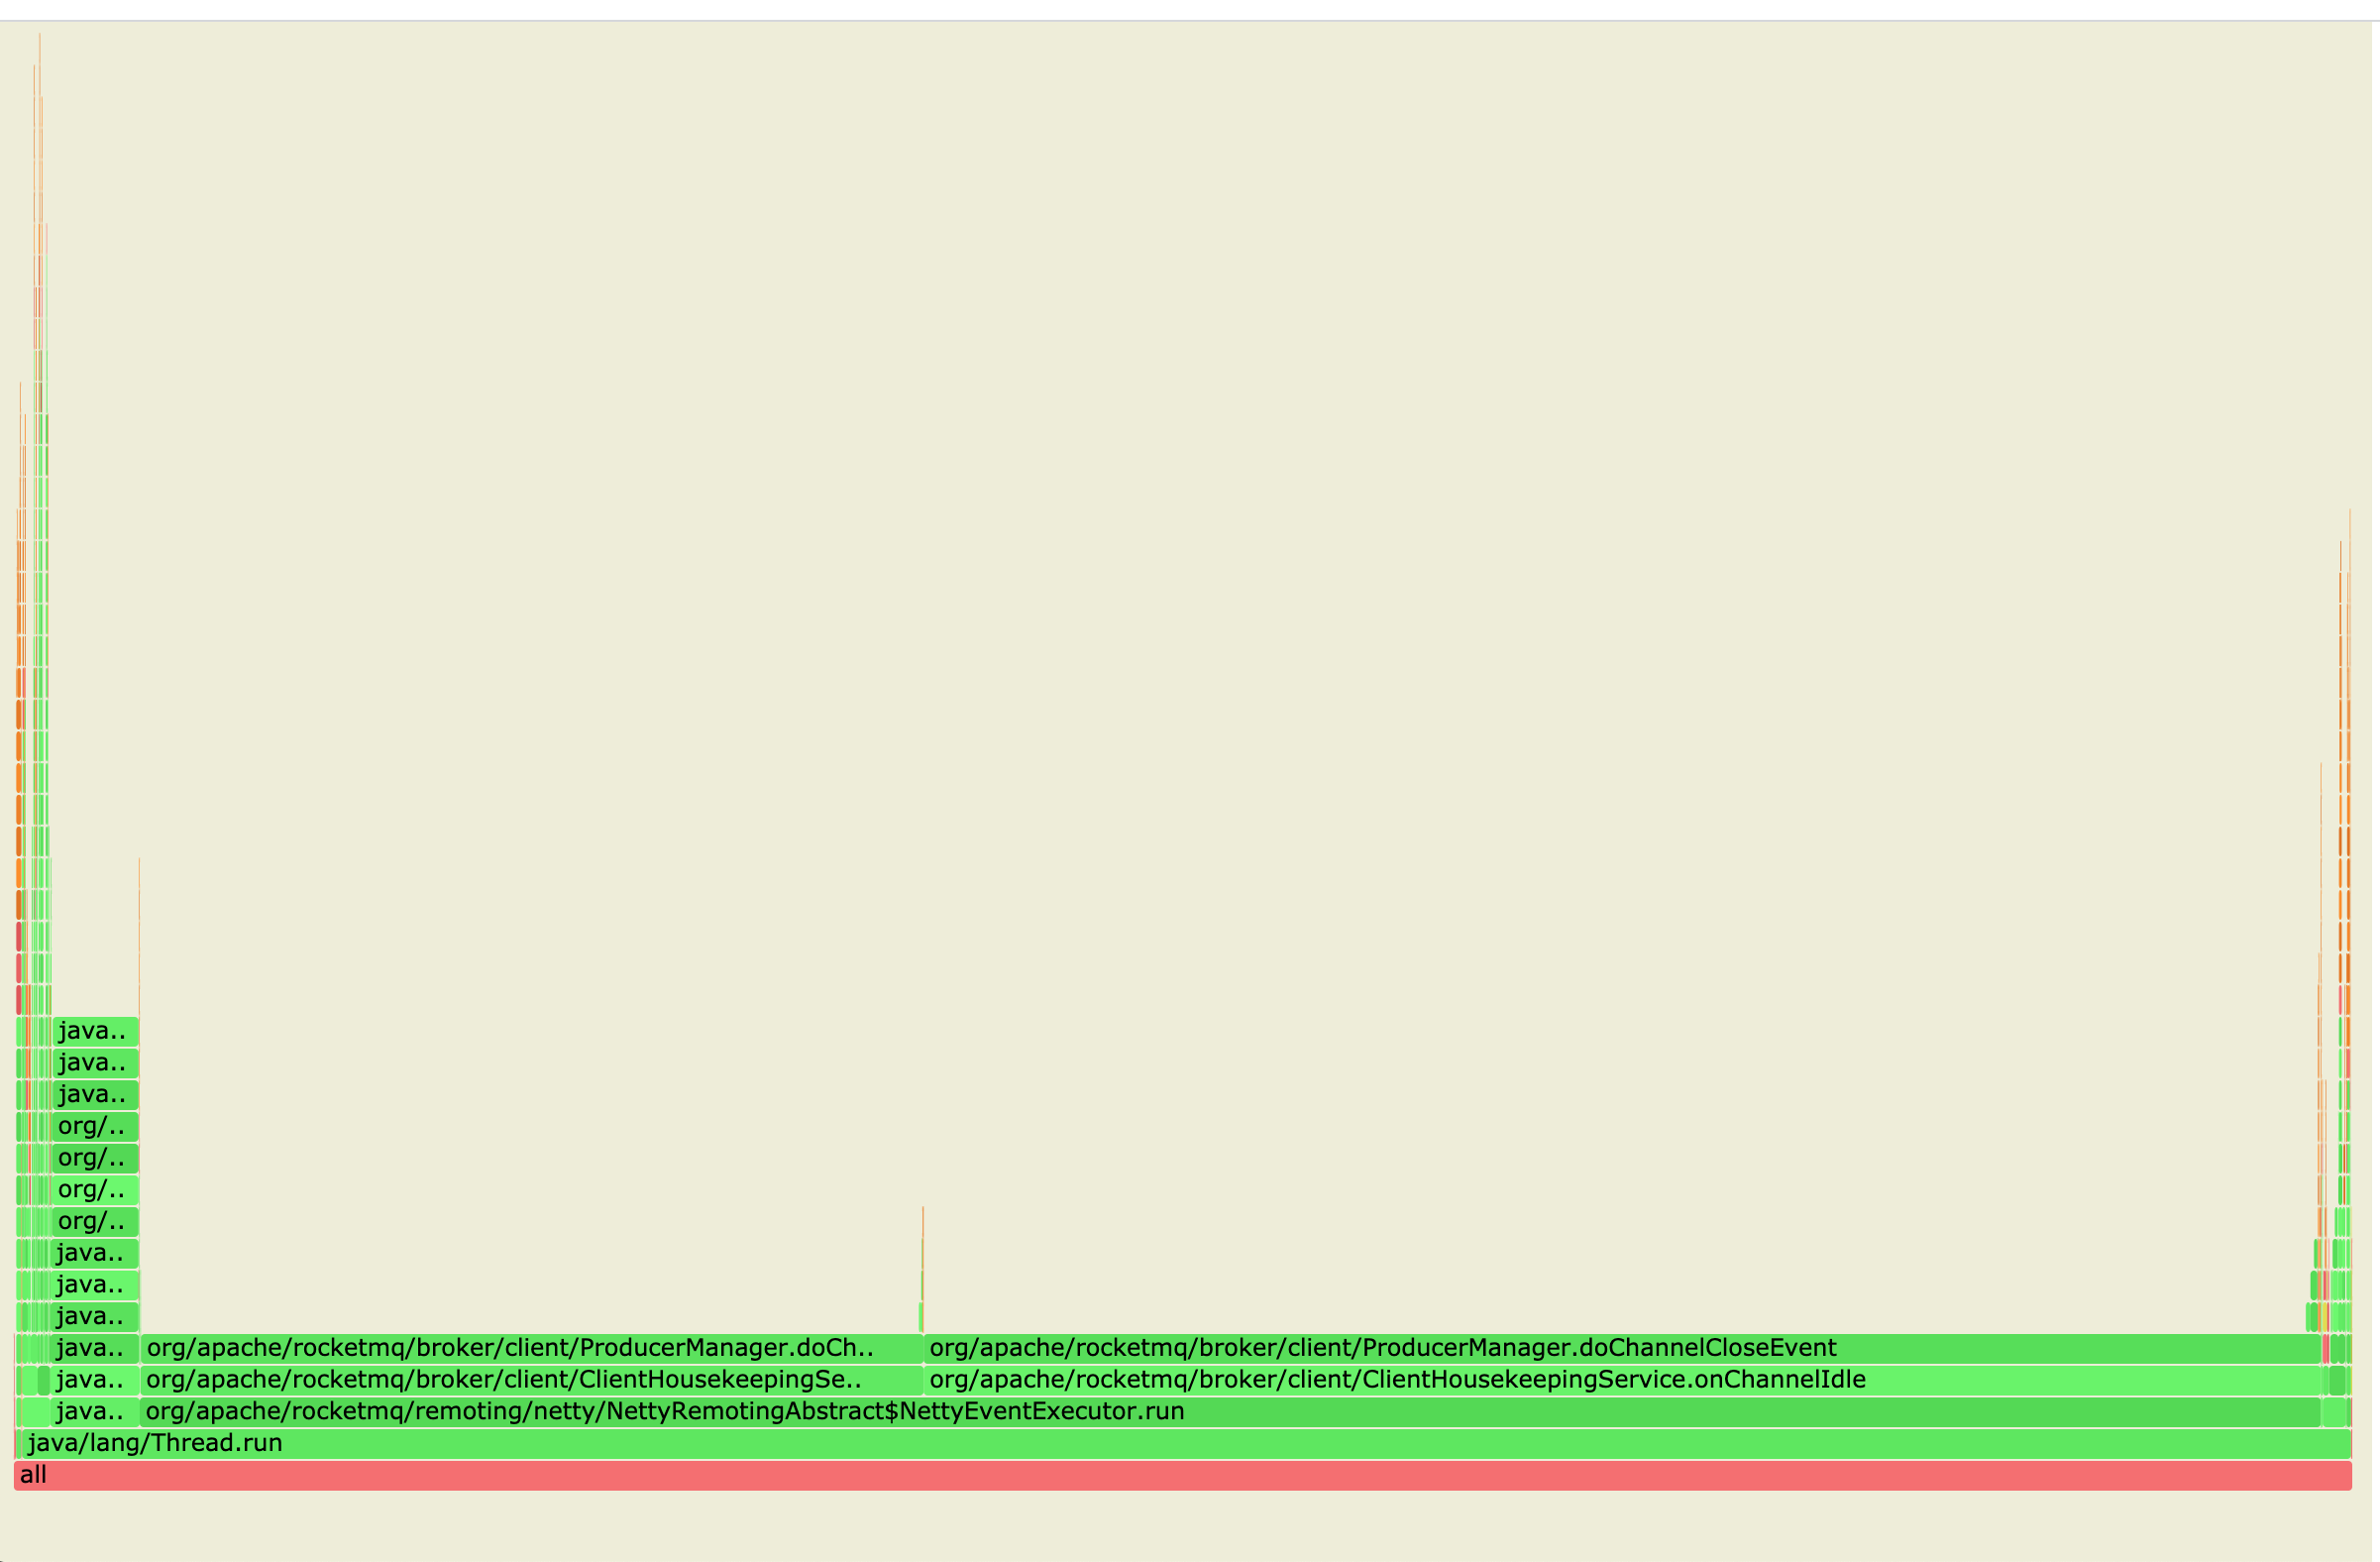 java..
java..
java..
org/..
org/..
org/..
org/..
java..
java..
java..
java.. org/apache/rocketmq/broker/client/ProducerManager.doCh.. org/apache/rocketmq/broker/client/ProducerManager.doChannelCloseEvent
java.. org/apache/rocketmq/broker/client/ClientHousekeepingSe.. org/apache/rocketmq/broker/client/ClientHousekeepingService.onChannelIdle
java.. org/apache/rocketmq/remoting/netty/NettyRemotingAbstract$NettyEventExecutor.run
java/lang/Thread.run
all